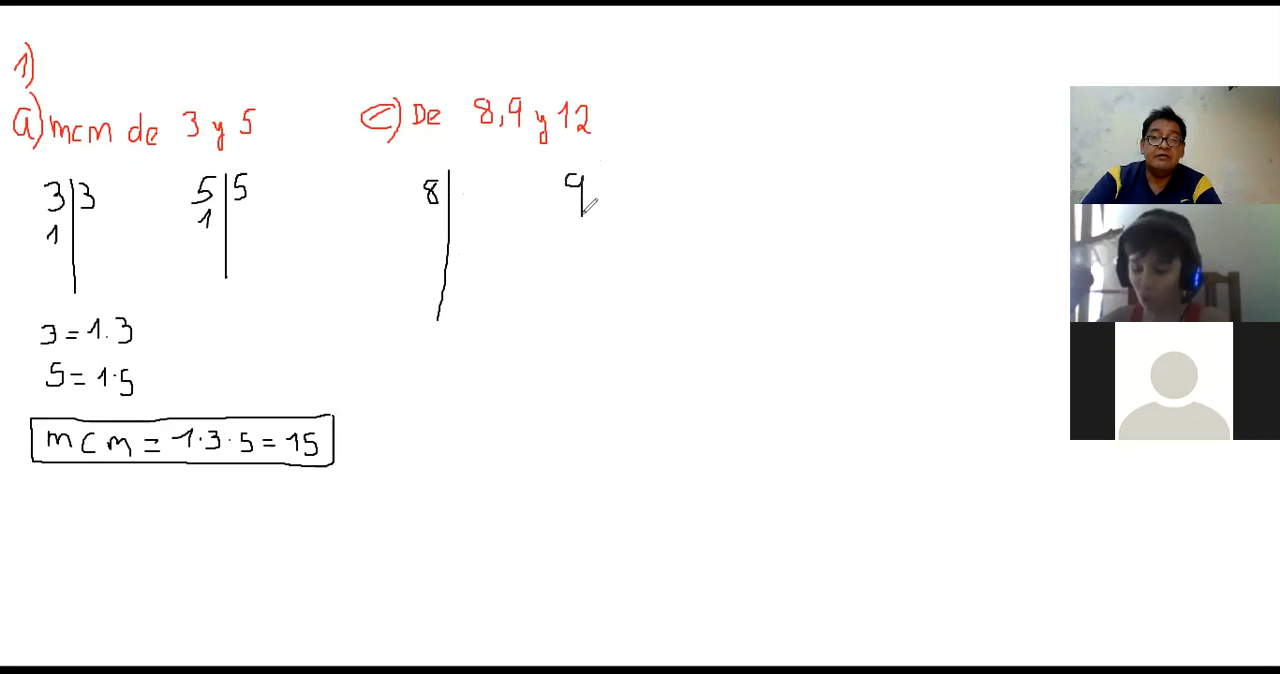 1)
a) mcm de 3 y 5
3 | 3
1
5 | 5
1
3 = 1.3
5 = 1.5
mcm = 1.3.5 = 15
c) De 8, 9 y 12
8 |
9